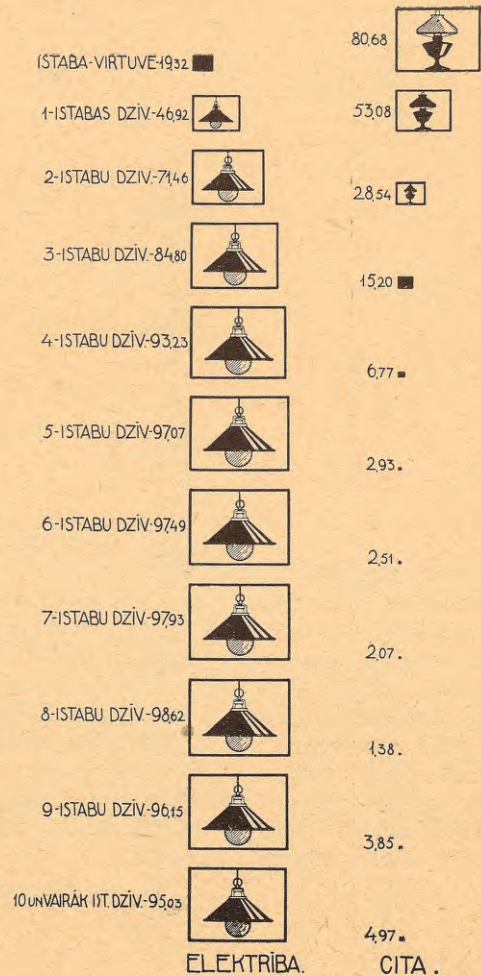 80,68
ISTABA-VIRTUVE-19,32
1-ISTABAS DZĪV.-46,92 53,08
2-ISTABU DZIV.-71,46 28,54
3-ISTABU DZĪV.-84,80 15,20
4-ISTABU DZĪV.-93,23 6,77
5-ISTABU DZĪV-97,07 2,93
6-ISTABU DZĪV-97,49 2,51
7-ISTABU DZĪV-97,93 2,07
8-ISTABU DZĪV-98,62 1,38
9-ISTABU DZĪV-96,15 3,85
10 UN VAIRĀK IST. DZĪV.-95,03 4,97
ELEKTRĪBA. CITA.